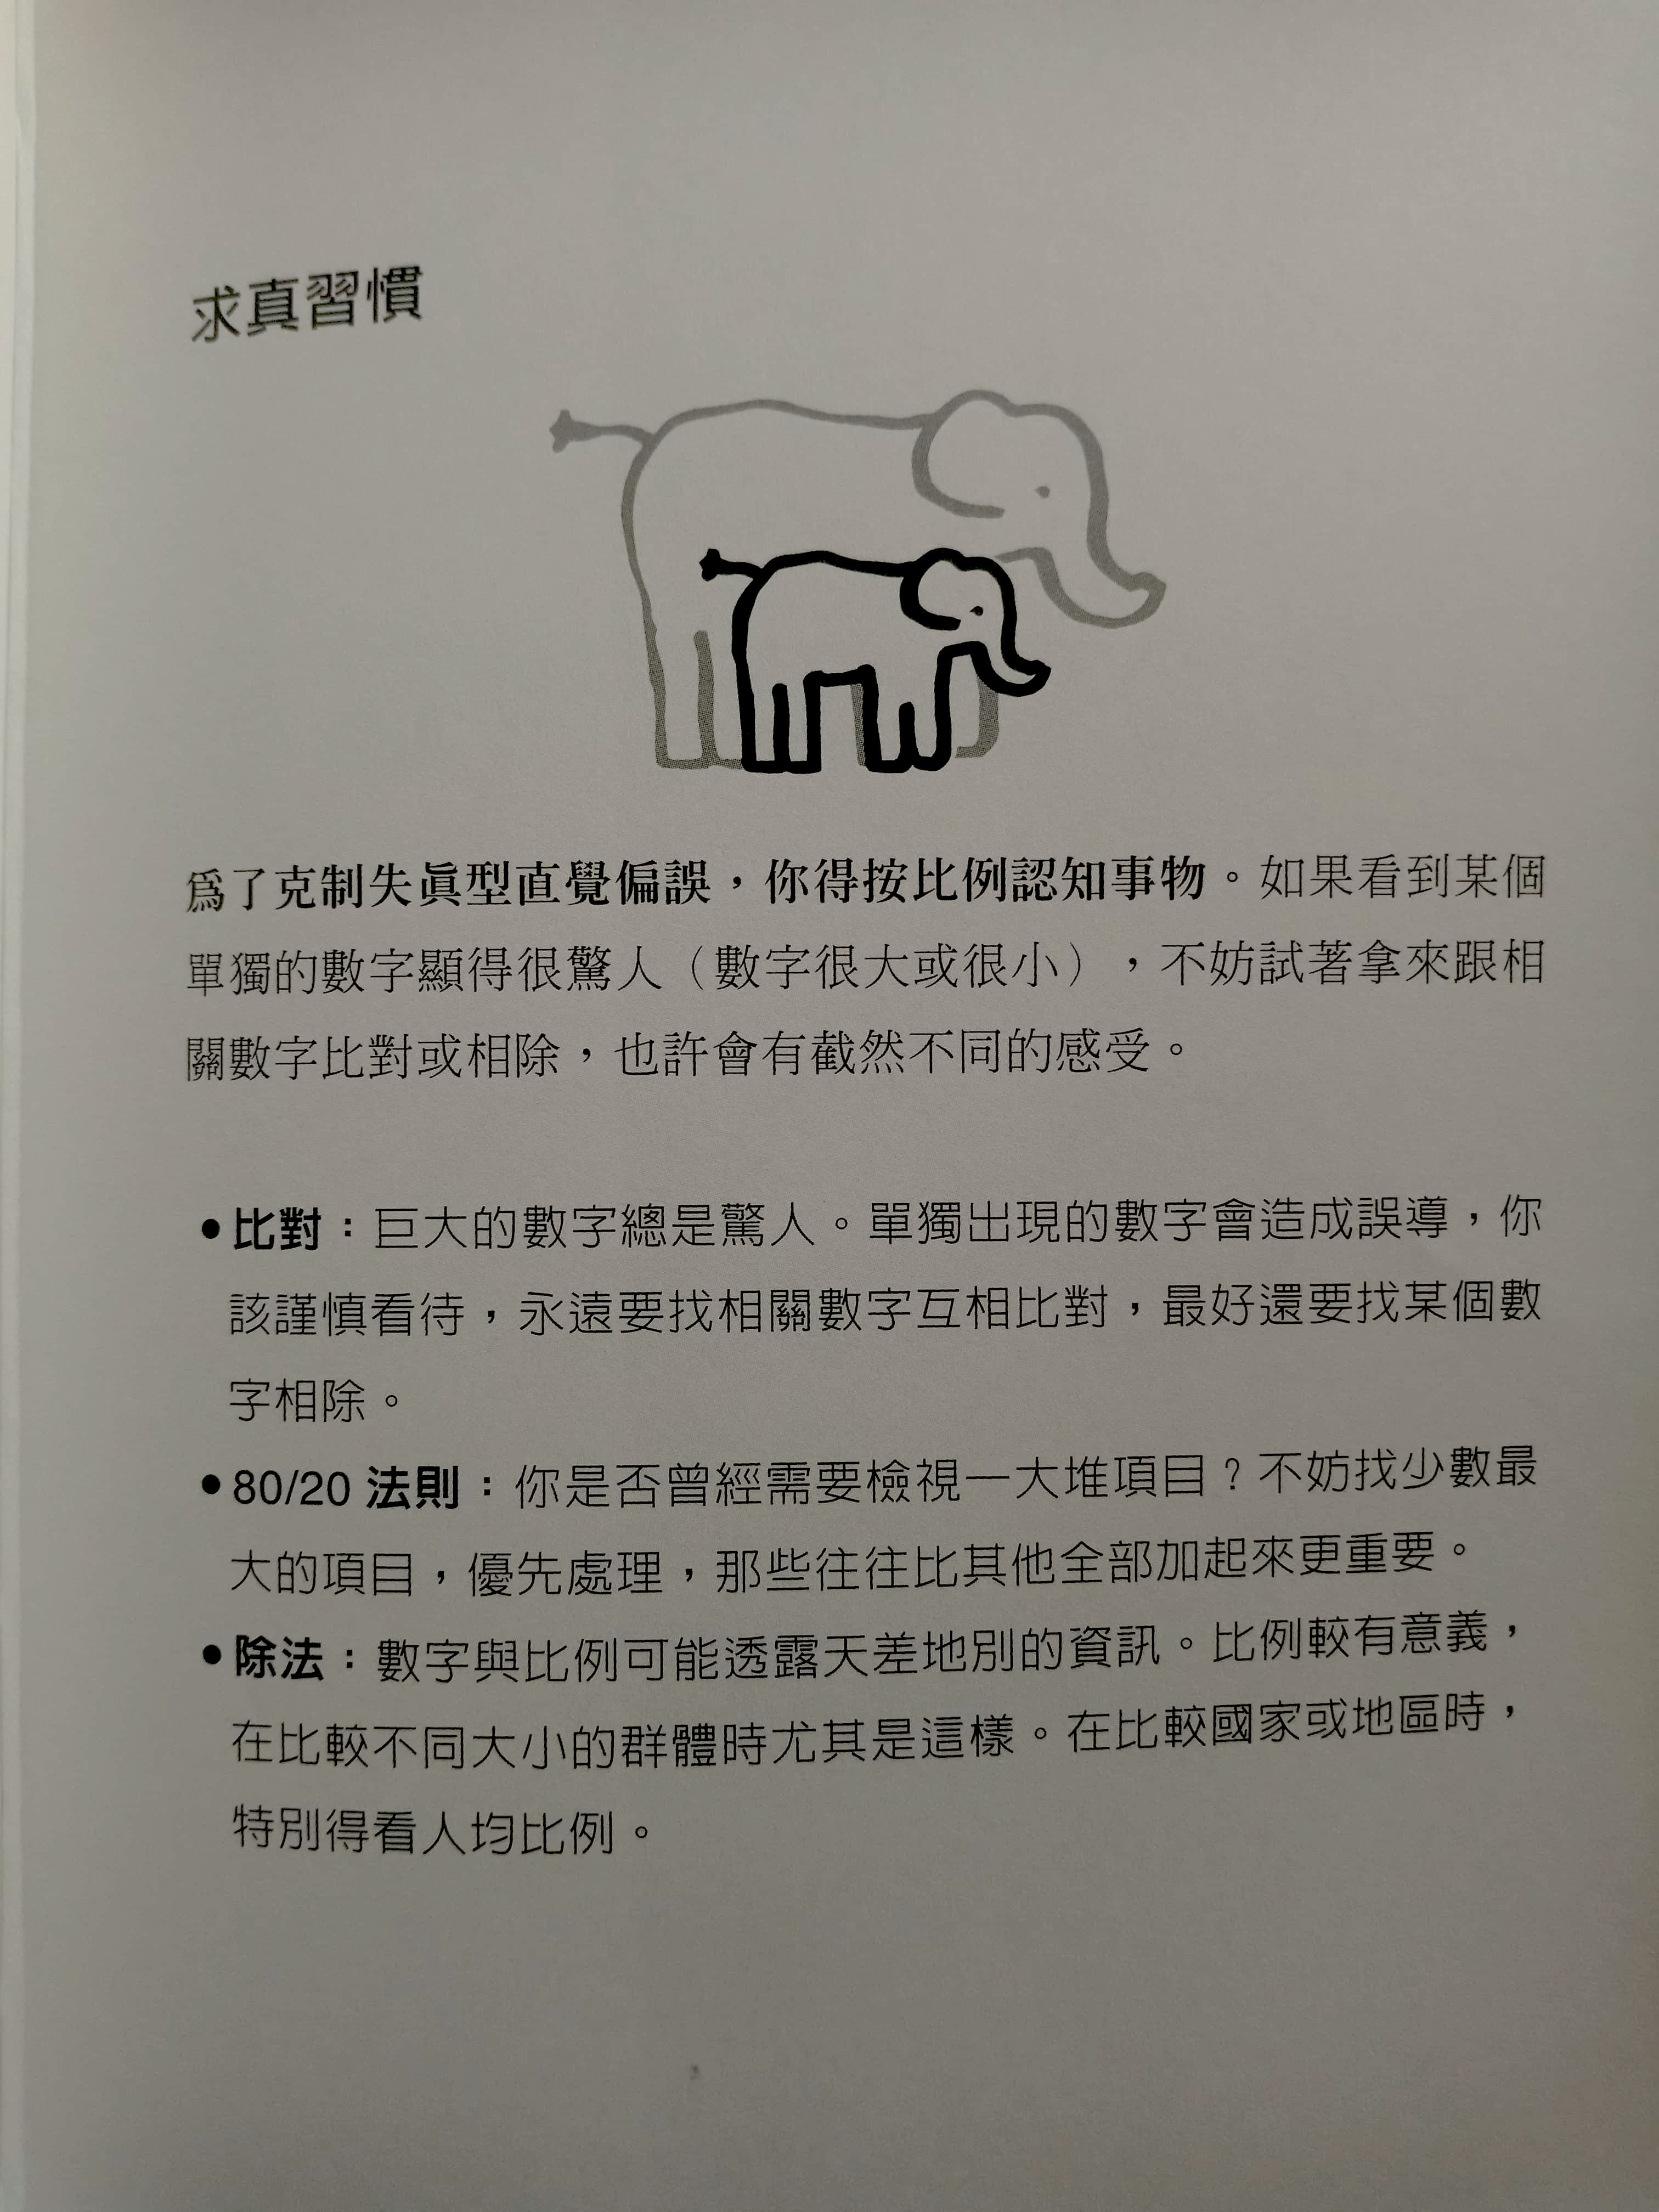 求真習慣
爲了克制失眞型直覺偏誤，你得按比例認知事物。如果看到某個
單獨的數字顯得很驚人（數字很大或很小），不妨試著拿來跟相
關數字比對或相除，也許會有截然不同的感受。
•比對：巨大的數字總是驚人。單獨出現的數字會造成誤導，你
該謹慎看待，永遠要找相關數字互相比對，最好還要找某個數
字相除。
•80/20 法則：你是否曾經需要檢視一大堆項目？不妨找少數最
大的項目，優先處理，那些往往比其他全部加起來更重要。
•除法：數字與比例可能透露天差地別的資訊。比例較有意義，
在比較不同大小的群體時尤其是這樣。在比較國家或地區時，
特別得看人均比例。